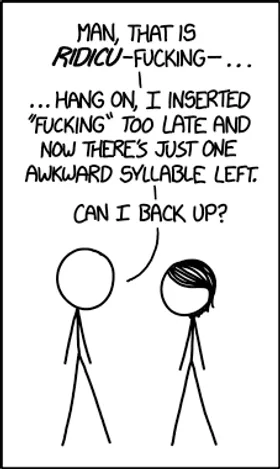 MAN, THAT IS
RIDICU-FUCKING-...
...HANG ON, I INSERTED
"FUCKING" TOO LATE AND
NOW THERE'S JUST ONE
AWKWARD SYLLABLE LEFT.
CAN I BACK UP?